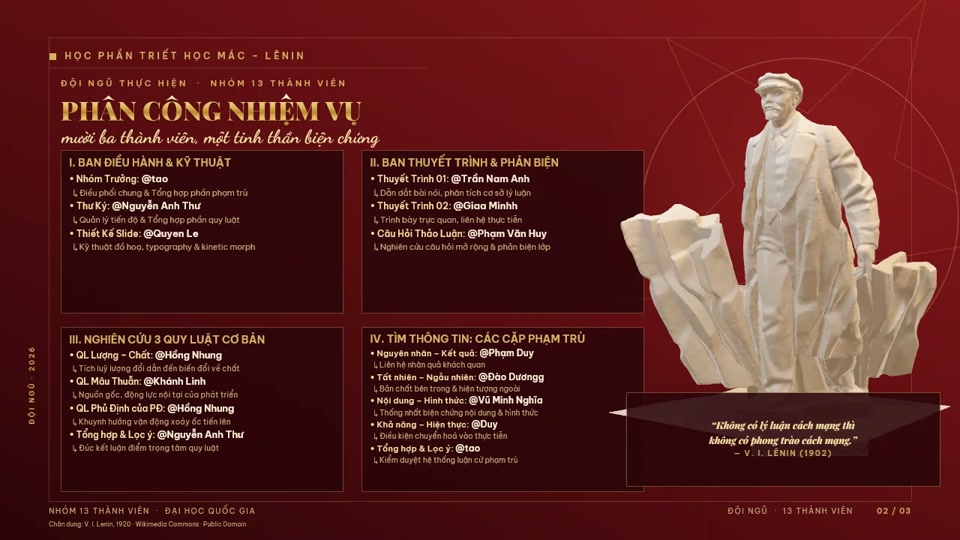 HỌC PHẦN TRIẾT HỌC MÁC – LÊNIN
ĐỘI NGŨ THỰC HIỆN · NHÓM 13 THÀNH VIÊN
PHÂN CÔNG NHIỆM VỤ
mười ba thành viên, một tinh thần biện chứng
I. BAN ĐIỀU HÀNH & KỸ THUẬT
• Nhóm Trưởng: @tao
↳ Điều phối chung & Tổng hợp phần phạm trù
• Thư Ký: @Nguyễn Anh Thư
↳ Quản lý tiến độ & Tổng hợp phần quy luật
• Thiết Kế Slide: @Quyen Le
↳ Kỹ thuật đồ hoạ, typography & kinetic morph
II. BAN THUYẾT TRÌNH & PHẢN BIỆN
• Thuyết Trình 01: @Trần Nam Anh
↳ Dẫn dắt bài nói, phân tích cơ sở lý luận
• Thuyết Trình 02: @Giaa Minhh
↳ Trình bày trực quan, liên hệ thực tiễn
• Câu Hỏi Thảo Luận: @Phạm Văn Huy
↳ Nghiên cứu câu hỏi mở rộng & phản biện lớp
III. NGHIÊN CỨU 3 QUY LUẬT CƠ BẢN
• QL Lượng – Chất: @Hồng Nhung
↳ Tích luỹ lượng đổi dẫn đến biến đổi về chất
• QL Mâu Thuẫn: @Khánh Linh
↳ Nguồn gốc, động lực nội tại của phát triển
• QL Phủ Định của PĐ: @Hồng Nhung
↳ Khuynh hướng vận động xoáy ốc tiến lên
• Tổng hợp & Lọc ý: @Nguyễn Anh Thư
↳ Đúc kết luận điểm trọng tâm quy luật
IV. TÌM THÔNG TIN: CÁC CẶP PHẠM TRÙ
• Nguyên nhân – Kết quả: @Phạm Duy
↳ Liên hệ nhân quả khách quan
• Tất nhiên – Ngẫu nhiên: @Đào Dươngg
↳ Bản chất bên trong & hiện tượng ngoài
• Nội dung – Hình thức: @Vũ Minh Nghĩa
↳ Thống nhất biện chứng nội dung & hình thức
• Khả năng – Hiện thực: @Duy
↳ Điều kiện chuyển hoá vào thực tiễn
• Tổng hợp & Lọc ý: @tao
↳ Kiểm duyệt hệ thống luận cứ phạm trù
ĐỘI NGŨ · 2026
“Không có lý luận cách mạng thì
không có phong trào cách mạng.”
— V. I. LÊNIN (1902)
NHÓM 13 THÀNH VIÊN · ĐẠI HỌC QUỐC GIA
Chân dung: V. I. Lenin, 1920 · Wikimedia Commons · Public Domain
ĐỘI NGŨ · 13 THÀNH VIÊN 02 / 03